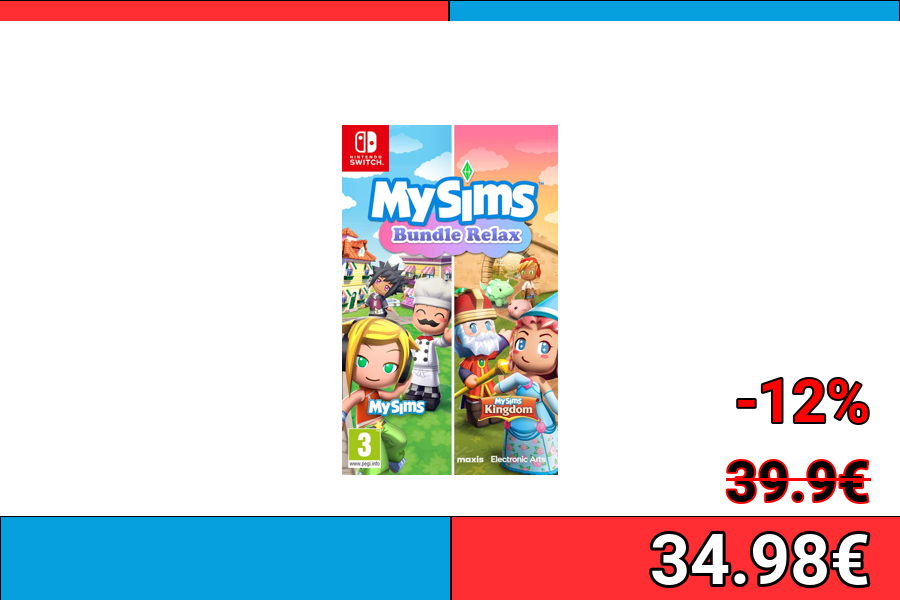 NINTENDO
SWITCH.
MySims™
Bundle Relax
MySims
MySims
Kingdom
3
www.pegi.info
maxis
Electronic Arts
-12%
39.9€
34.98€